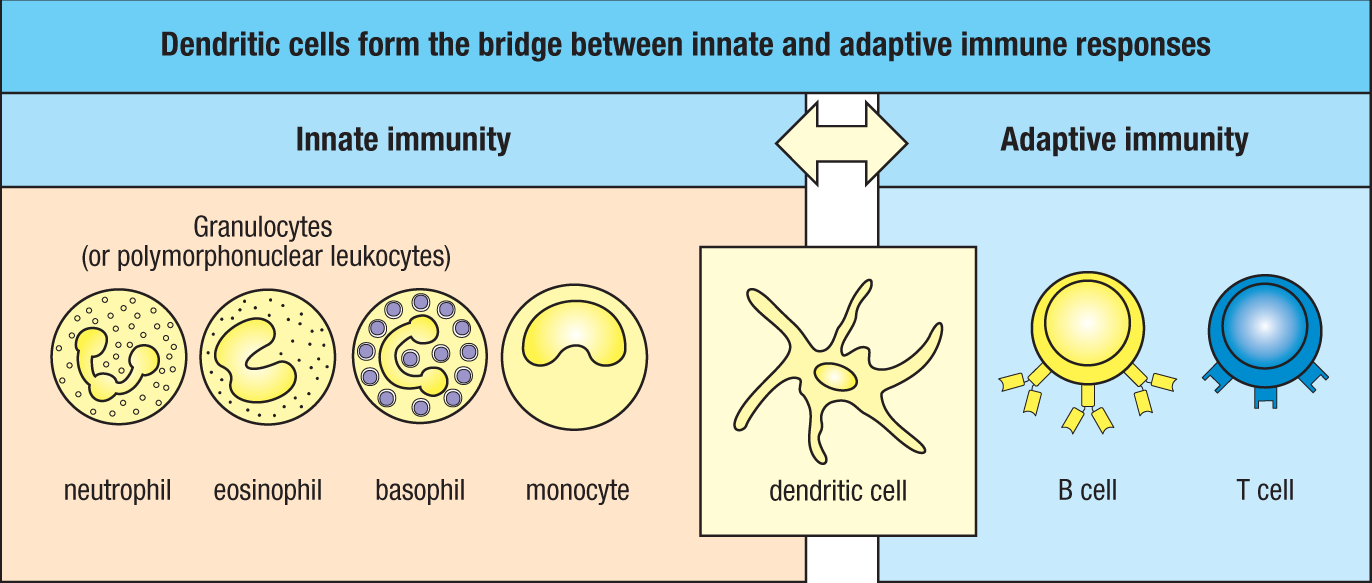 Dendritic cells form the bridge between innate and adaptive immune responses
Innate immunity
Adaptive immunity
Granulocytes
(or polymorphonuclear leukocytes)
neutrophil
eosinophil
basophil
monocyte
dendritic cell
B cell
T cell